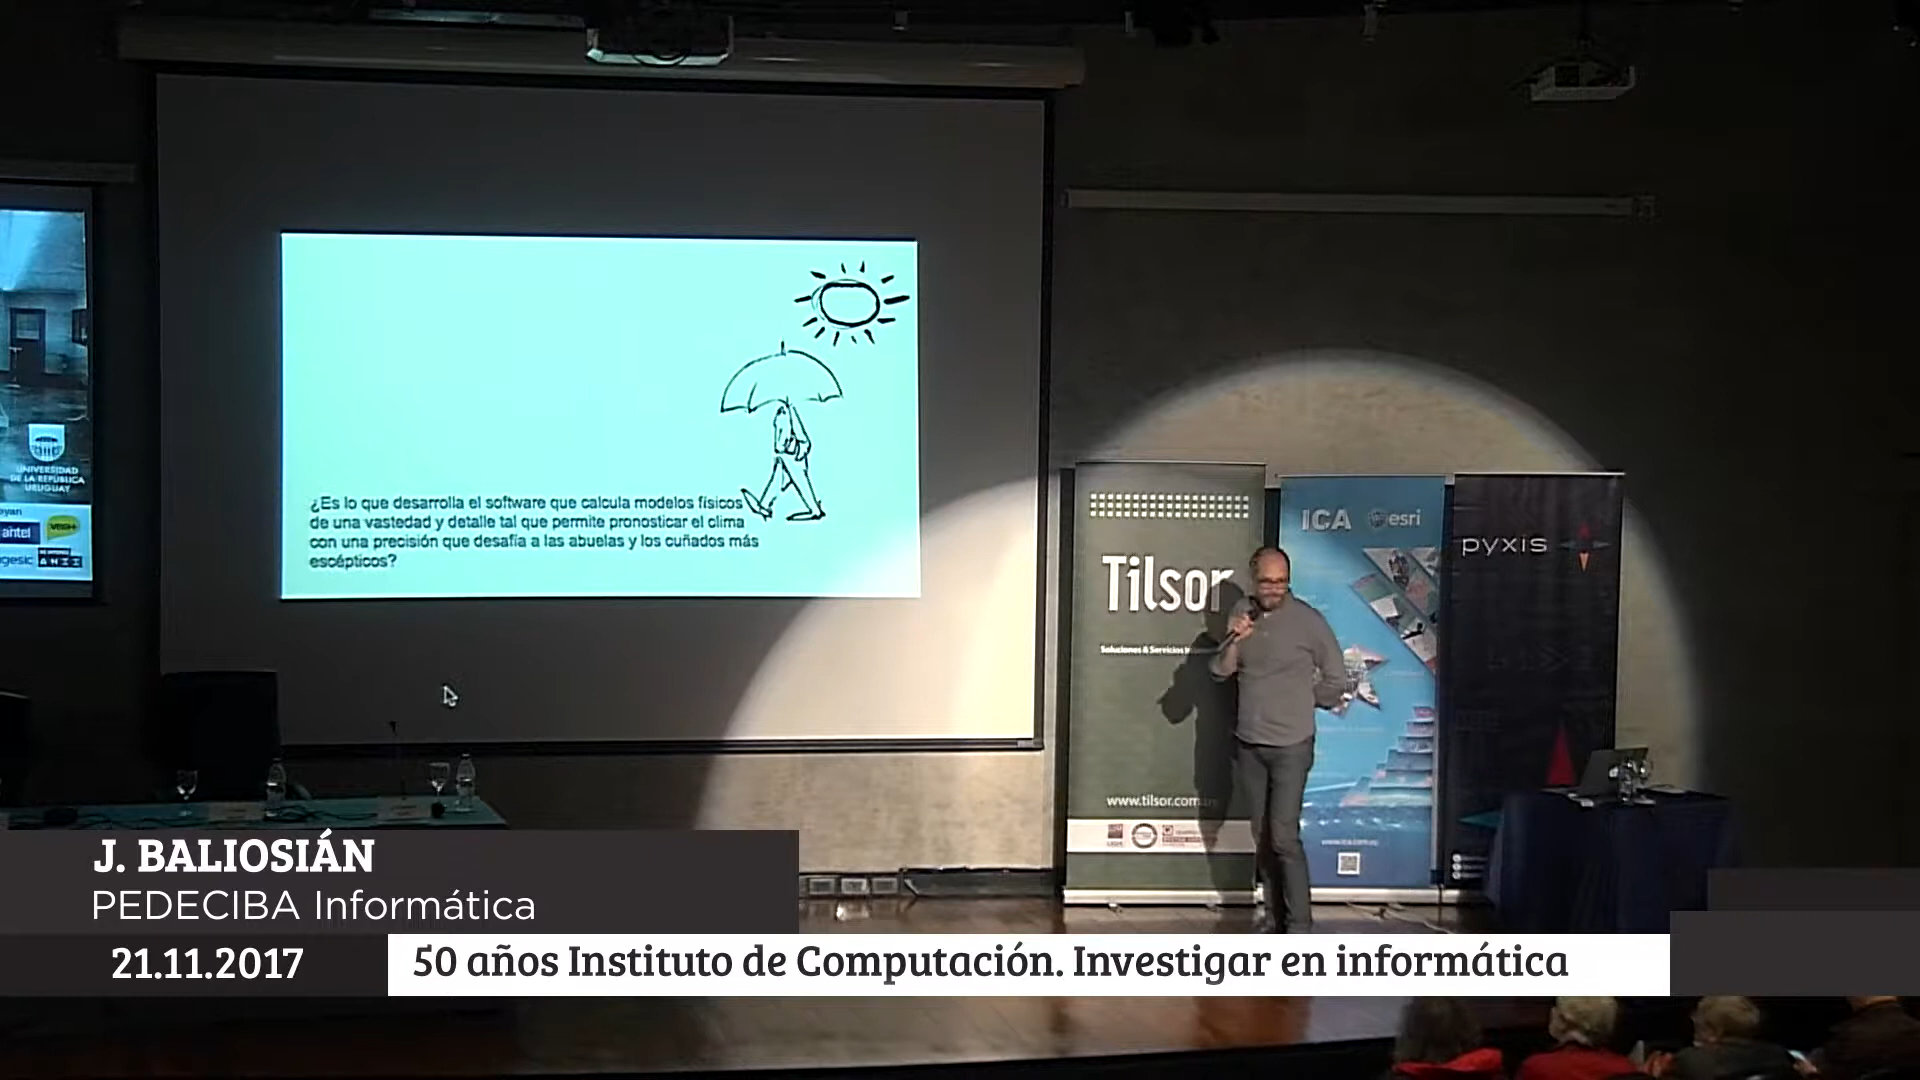 ¿Es lo que desarrolla el software que calcula modelos físicos
de una vastedad y detalle tal que permite pronosticar el clima
con una precisión que desafía a las abuelas y los cuñados más
escépticos?
UNIVERSIDAD
DE LA REPÚBLICA
URUGUAY
antel
Tilsor
Soluciones & Servicios
www.tilsor.com
ICA
esri
pyxis
J. BALIOSIÁN
PEDECIBA Informática
21.11.2017
50 años Instituto de Computación. Investigar en informática